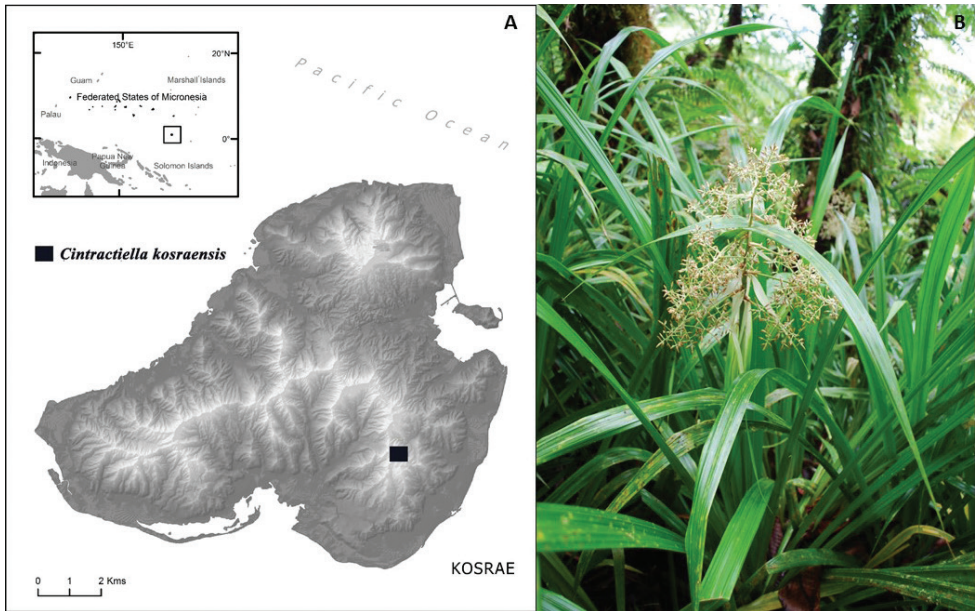 A
150°E
20°N
Guam
Marshall Islands
Federated States of Micronesia
Palau
0°
Indonesia
Papua New
Guinea
Solomon Islands
Pacific Ocean
Cintractiella kosraensis
0 1 2 Kms
KOSRAE
B